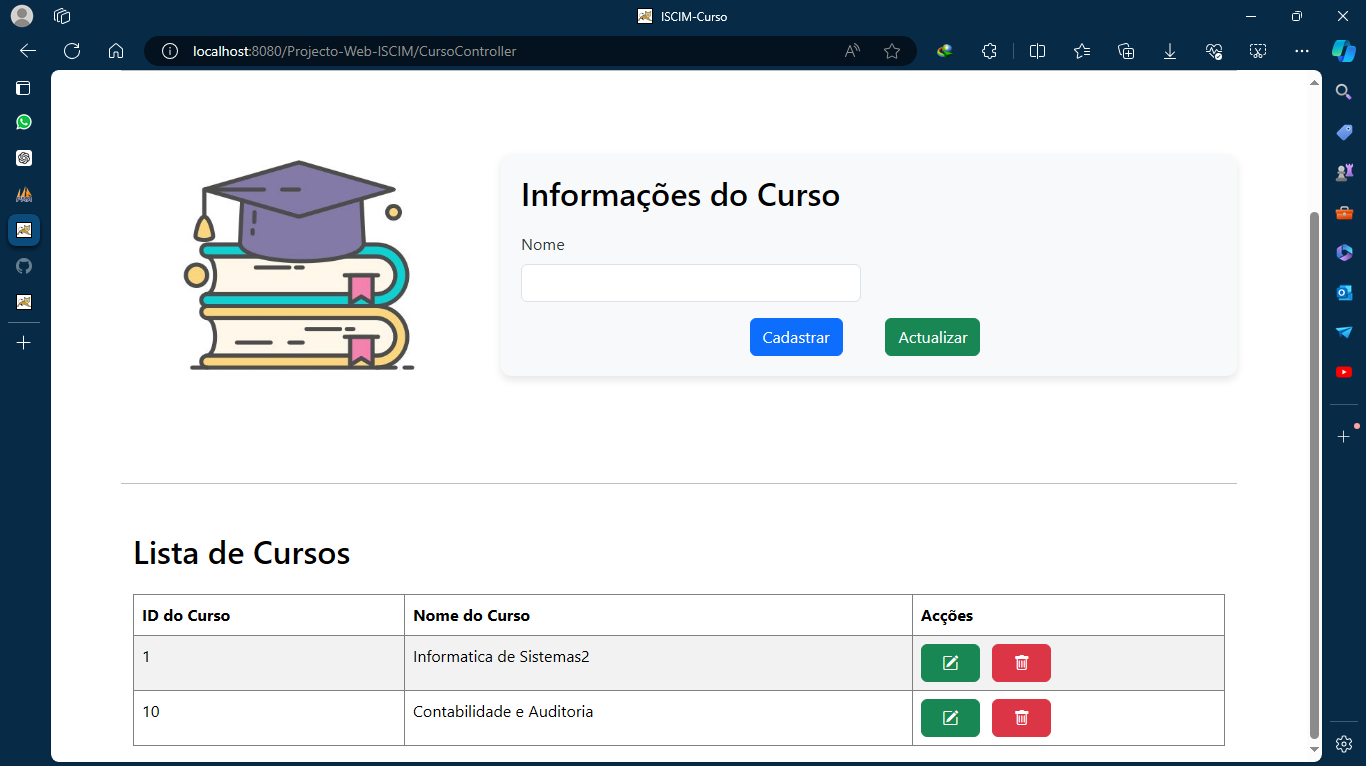 ISCIM-Curso
localhost:8080/Projecto-Web-ISCIM/CursoController
Informações do Curso
Nome
Cadastrar Actualizar
Lista de Cursos
ID do Curso Nome do Curso Acções
1 Informatica de Sistemas2
10 Contabilidade e Auditoria